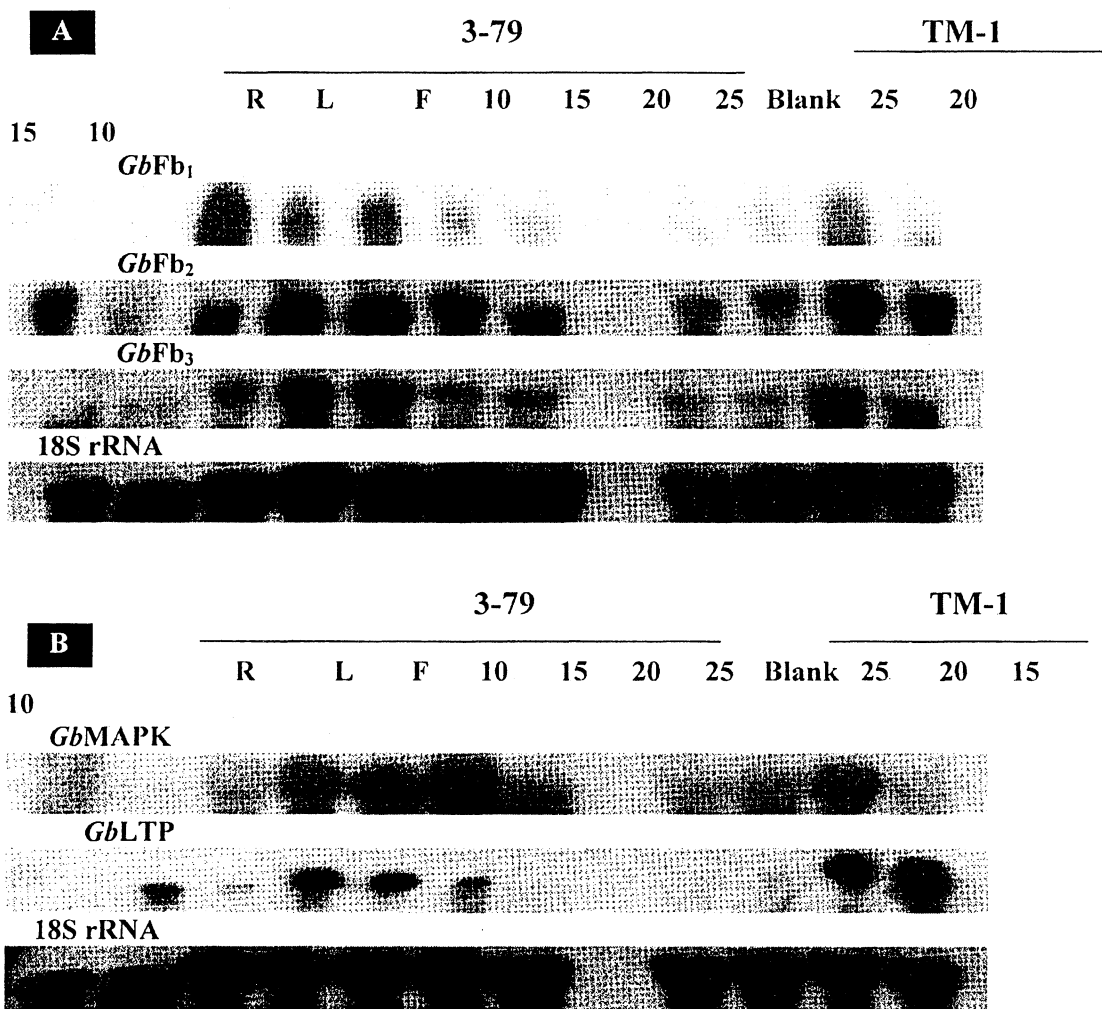 A
3-79 TM-1
R L F 10 15 20 25 Blank 25 20
15 10
GbFb₁
GbFb₂
GbFb₃
18S rRNA
3-79 TM-1
B
R L F 10 15 20 25 Blank 25 20 15
10
GbMAPK
GbLTP
18S rRNA